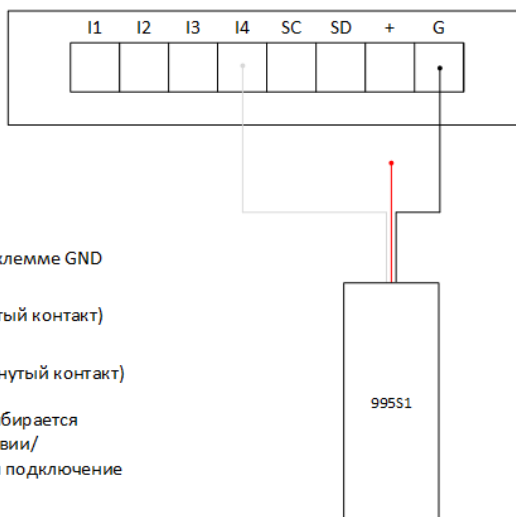 I1 I2 I3 I4 SC SD + G
клемме GND
тый контакт)
нутый контакт)
бирается
вии/
подключение
995S1